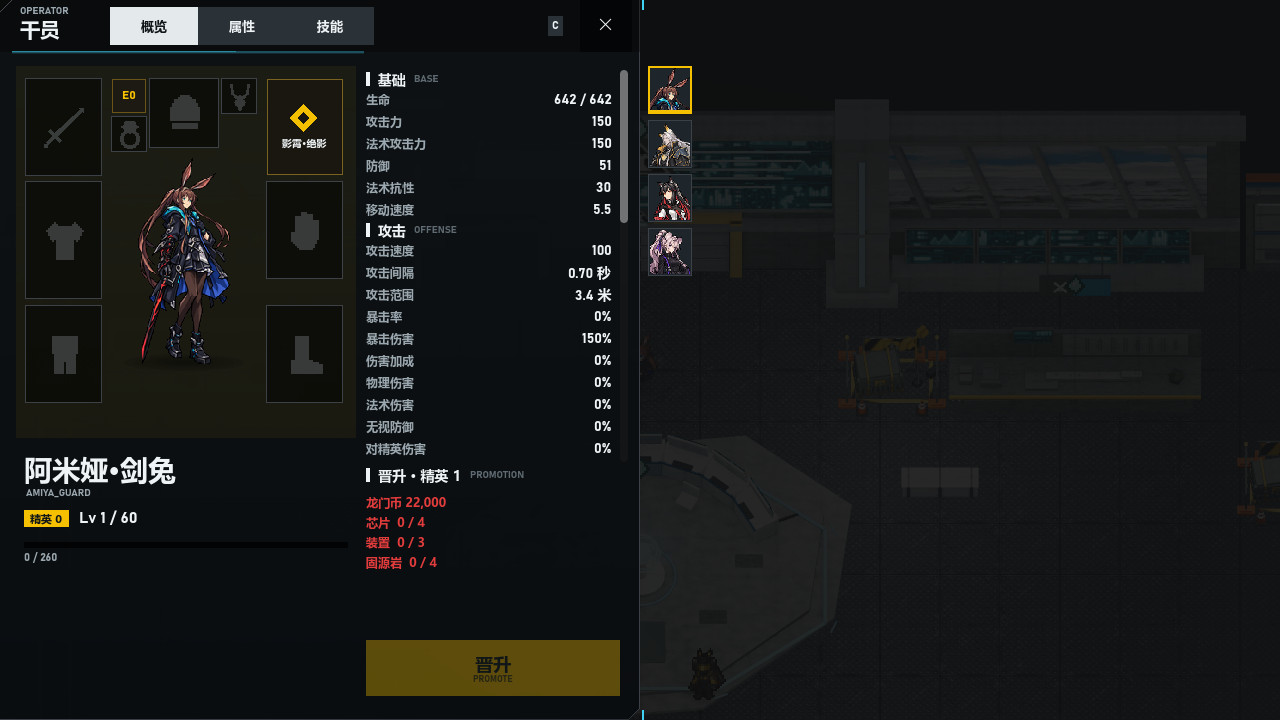 OPERATOR
干员
概览
属性
技能
C
E0
影霄•绝影
阿米娅•剑兔
AMIYA_GUARD
精英 0
Lv 1 / 60
0 / 260
基础 BASE
生命 642 / 642
攻击力 150
法术攻击力 150
防御 51
法术抗性 30
移动速度 5.5
攻击 OFFENSE
攻击速度 100
攻击间隔 0.70 秒
攻击范围 3.4 米
暴击率 0%
暴击伤害 150%
伤害加成 0%
物理伤害 0%
法术伤害 0%
无视防御 0%
对精英伤害 0%
晋升 · 精英 1 PROMOTION
龙门币 22,000
芯片 0 / 4
装置 0 / 3
固源岩 0 / 4
晋升
PROMOTE